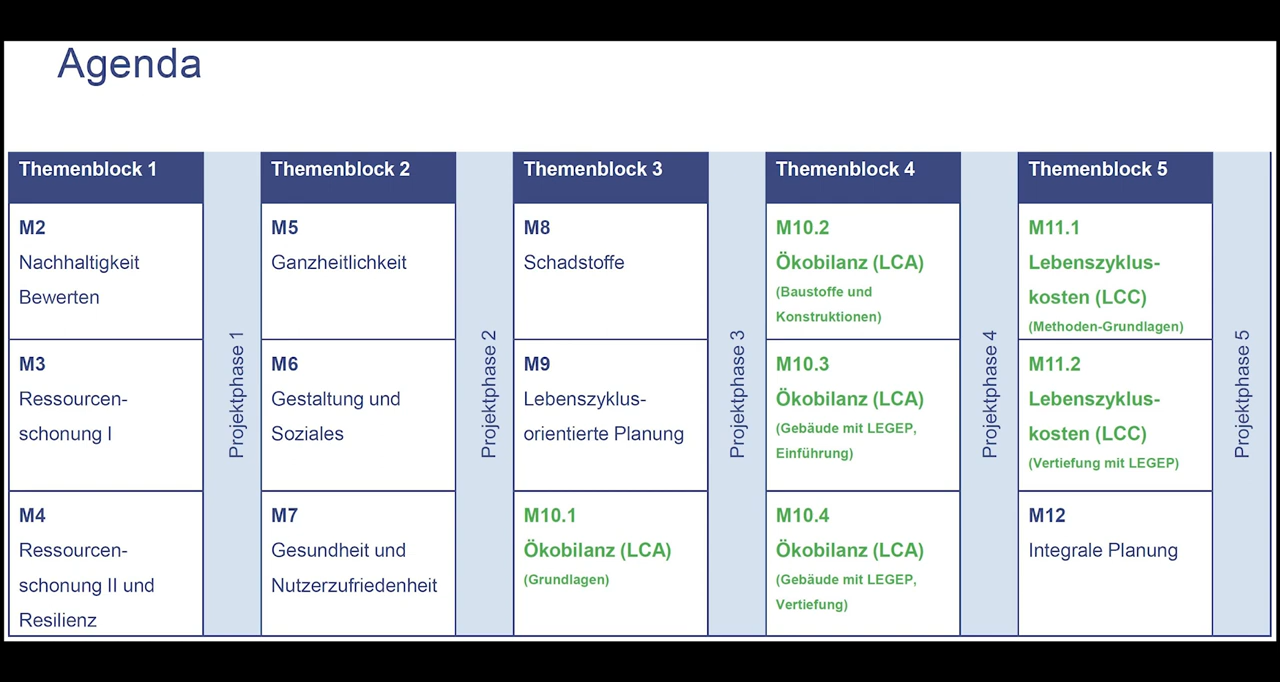 Agenda
Themenblock 1
M2
Nachhaltigkeit
Bewerten
M3
Ressourcen-
schonung I
M4
Ressourcen-
schonung II und
Resilienz
Projektphase 1
Themenblock 2
M5
Ganzheitlichkeit
M6
Gestaltung und
Soziales
M7
Gesundheit und
Nutzerzufriedenheit
Projektphase 2
Themenblock 3
M8
Schadstoffe
M9
Lebenszyklus-
orientierte Planung
M10.1
Ökobilanz (LCA)
(Grundlagen)
Projektphase 3
Themenblock 4
M10.2
Ökobilanz (LCA)
(Baustoffe und
Konstruktionen)
M10.3
Ökobilanz (LCA)
(Gebäude mit LEGEP,
Einführung)
M10.4
Ökobilanz (LCA)
(Gebäude mit LEGEP,
Vertiefung)
Projektphase 4
Themenblock 5
M11.1
Lebenszyklus-
kosten (LCC)
(Methoden-Grundlagen)
M11.2
Lebenszyklus-
kosten (LCC)
(Vertiefung mit LEGEP)
M12
Integrale Planung
Projektphase 5